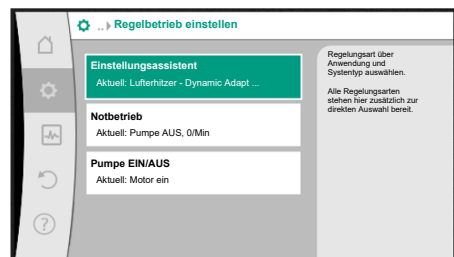 ..▸ Regelbetrieb einstellen
Einstellungsassistent
Aktuell: Lufterhitzer - Dynamic Adapt ...
Notbetrieb
Aktuell: Pumpe AUS, 0/Min
Pumpe EIN/AUS
Aktuell: Motor ein
Regelungsart über
Anwendung und
Systemtyp auswählen.
Alle Regelungsarten
stehen hier zusätzlich zur
direkten Auswahl bereit.